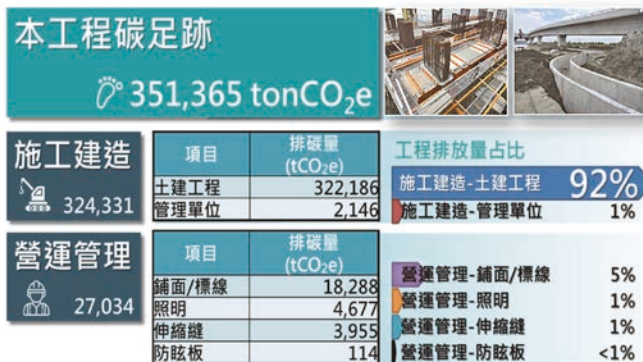 本工程碳足跡
351,365 tonCO₂e
施工建造
324,331
項目 排碳量 (tCO₂e)
土建工程 322,186
管理單位 2,146
工程排放量占比
施工建造-土建工程 92%
施工建造-管理單位 1%
營運管理
27,034
項目 排碳量 (tCO₂e)
鋪面/標線 18,288
照明 4,677
伸縮縫 3,955
防眩板 114
營運管理-鋪面/標線 5%
營運管理-照明 1%
營運管理-伸縮縫 1%
營運管理-防眩板 <1%